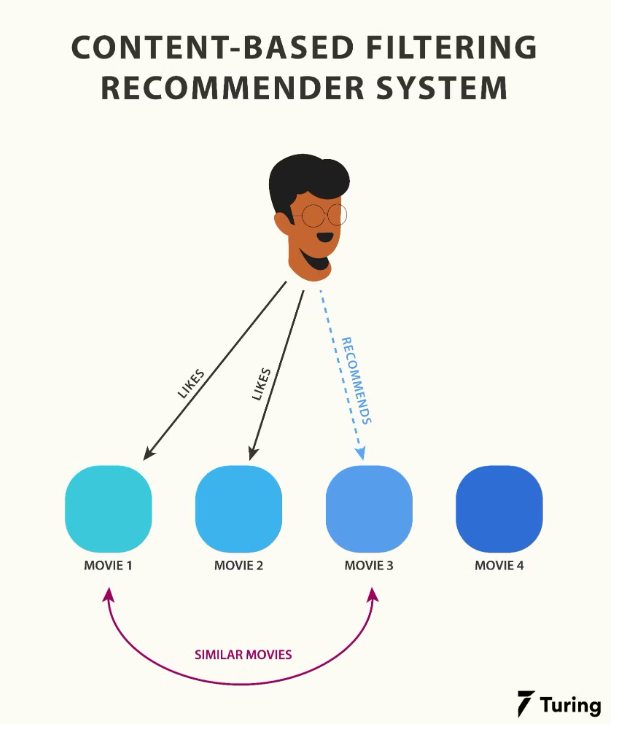 CONTENT-BASED FILTERING
RECOMMENDER SYSTEM
LIKES
LIKES
RECOMMENDS
MOVIE 1
MOVIE 2
MOVIE 3
MOVIE 4
SIMILAR MOVIES
Turing